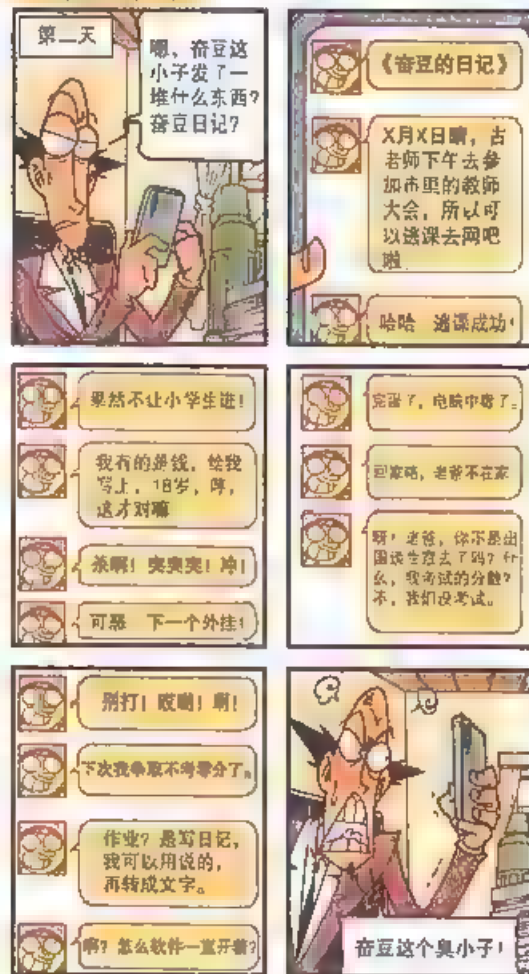 第二天
嗯、奋豆这
小子发了一
堆什么东西?
奋豆日记?
《奋豆的日记》
X月X日晴，古
老师下午去参
加市里的教师
大会，所以可
以逃课去网吧
啦
哈哈 逃课成功!
果然不让小学生进!
我有的是钱，给我
写上，18岁，哼，
这才对嘛
杀啊! 突突突! 冲!
可恶 下一个外挂!
完蛋了，电脑中毒了。
回家咯，老爸不在家
呀! 老爸，你不是出
国谈生意去了吗? 什
么，我考试的分数?
不，我们没考试。
别打! 哎哟! 啊!
下次我争取不考零分了。
作业? 是写日记，
我可以用说的，
再转成文字。
啊? 怎么软件一直开着?
奋豆这个臭小子!